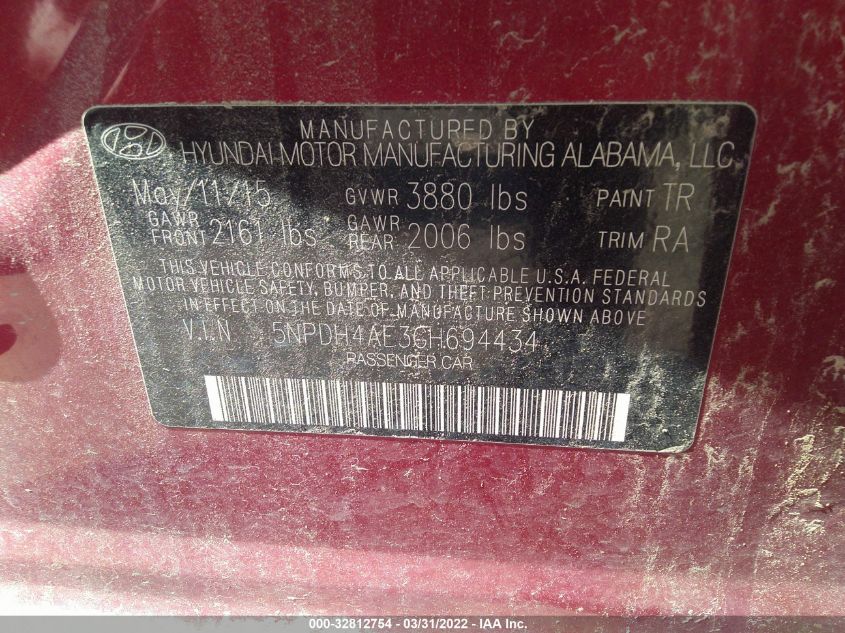 MANUFACTURED BY
HYUNDAI MOTOR MANUFACTURING ALABAMA, LLC
May/11/15 GVWR 3880 lbs PAINT TR
GAWR FRONT 2161 lbs GAWR REAR 2006 lbs TRIM RA
THIS VEHICLE CONFORMS TO ALL APPLICABLE U.S.A. FEDERAL
MOTOR VEHICLE SAFETY, BUMPER, AND THEFT PREVENTION STANDARDS
IN EFFECT ON THE DATE OF MANUFACTURE SHOWN ABOVE
V.I.N 5NPDH4AE3GH694434
PASSENGER CAR
000-32812754 - 03/31/2022 - IAA Inc.